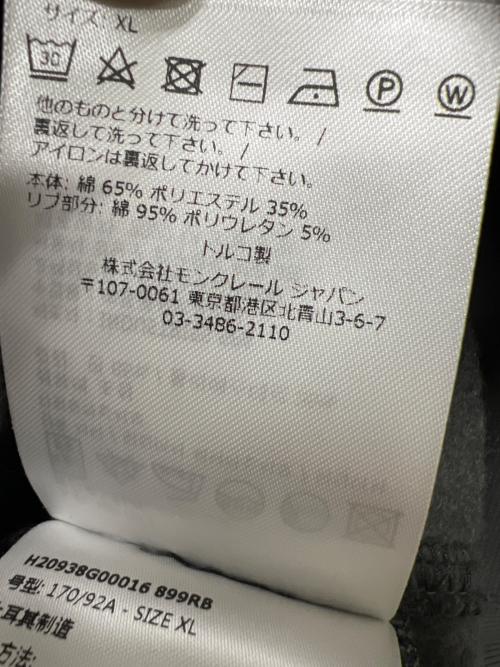 サイズ: XL
30
P
W
他のものと分けて洗って下さい。 /
裏返して洗って下さい。 /
アイロンは裏返してかけて下さい。
本体: 綿 65% ポリエステル 35%
リブ部分: 綿 95% ポリウレタン 5%
トルコ製
株式会社モンクレール ジャパン
〒107-0061 東京都港区北青山3-6-7
03-3486-2110
H20938G00016 899RB
号型: 170/92A - SIZE XL
土耳其制造
方法: